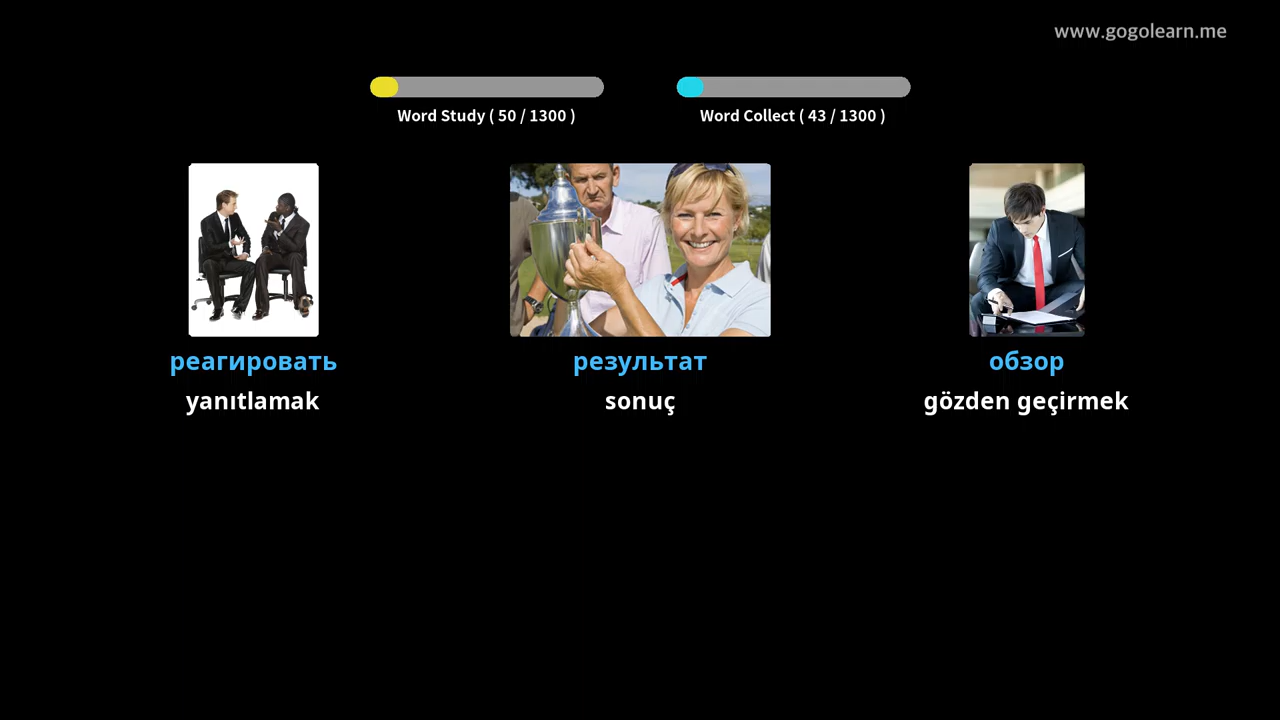 www.gogolearn.me
Word Study ( 50 / 1300 )
Word Collect ( 43 / 1300 )
реагировать
результат
обзор
yanıtlamak
sonuç
gözden geçirmek